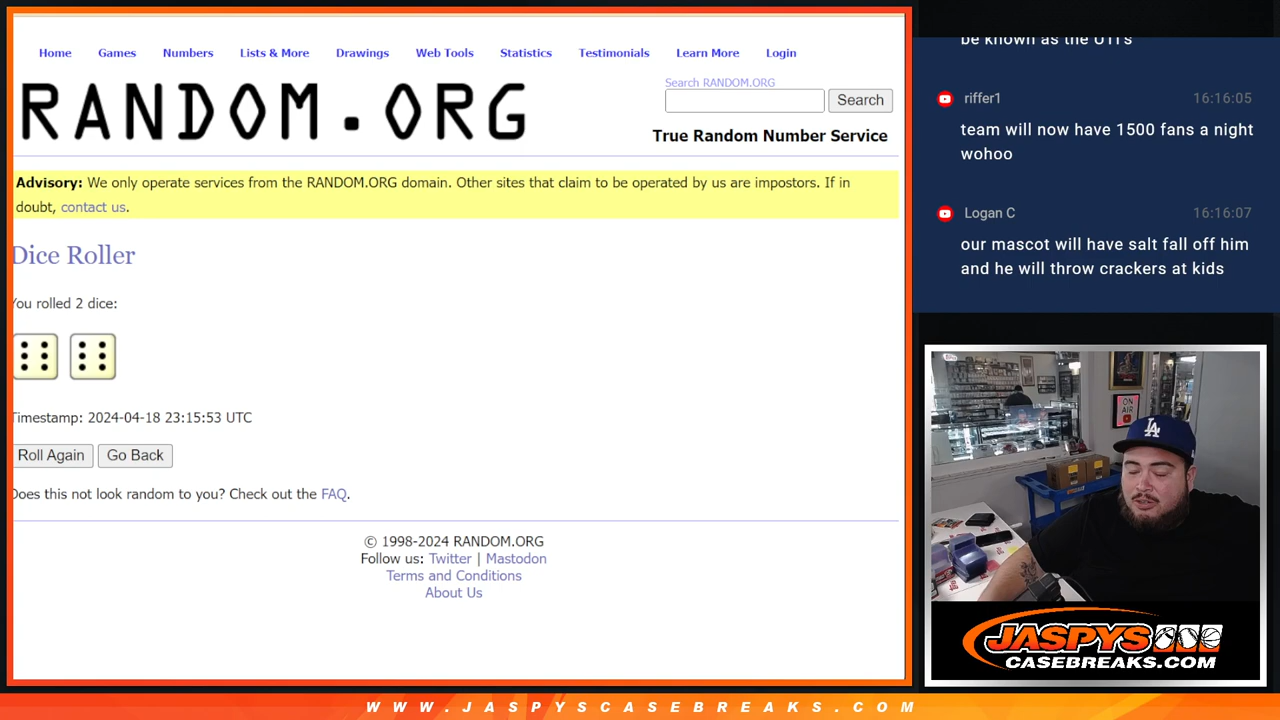 Home Games Numbers Lists & More Drawings Web Tools Statistics Testimonials Learn More Login
RANDOM.ORG
Search RANDOM.ORG
Search
True Random Number Service
Advisory: We only operate services from the RANDOM.ORG domain. Other sites that claim to be operated by us are impostors. If in
doubt, contact us.
Dice Roller
You rolled 2 dice:
Timestamp: 2024-04-18 23:15:53 UTC
Roll Again Go Back
Does this not look random to you? Check out the FAQ.
© 1998-2024 RANDOM.ORG
Follow us: Twitter | Mastodon
Terms and Conditions
About Us
be known as the UTI's
riffer1 16:16:05
team will now have 1500 fans a night
wohoo
Logan C 16:16:07
our mascot will have salt fall off him
and he will throw crackers at kids
ON
AIR
LA
JASPYS
CASEBREAKS.COM
WWW.JASPYSCASEBREAKS.COM